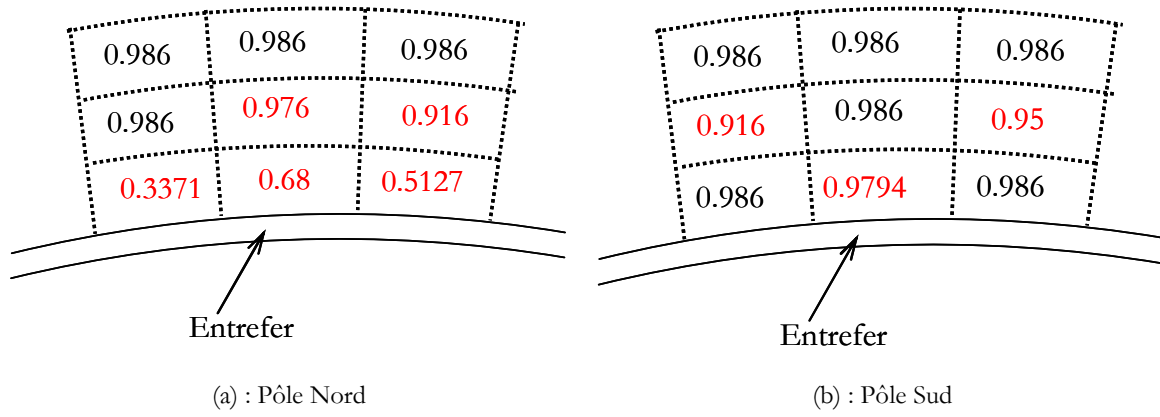 0.986 0.986 0.986
0.986 0.976 0.916
0.3371 0.68 0.5127
Entrefer
(a) : Pôle Nord
0.986 0.986 0.986
0.916 0.986 0.95
0.986 0.9794 0.986
Entrefer
(b) : Pôle Sud